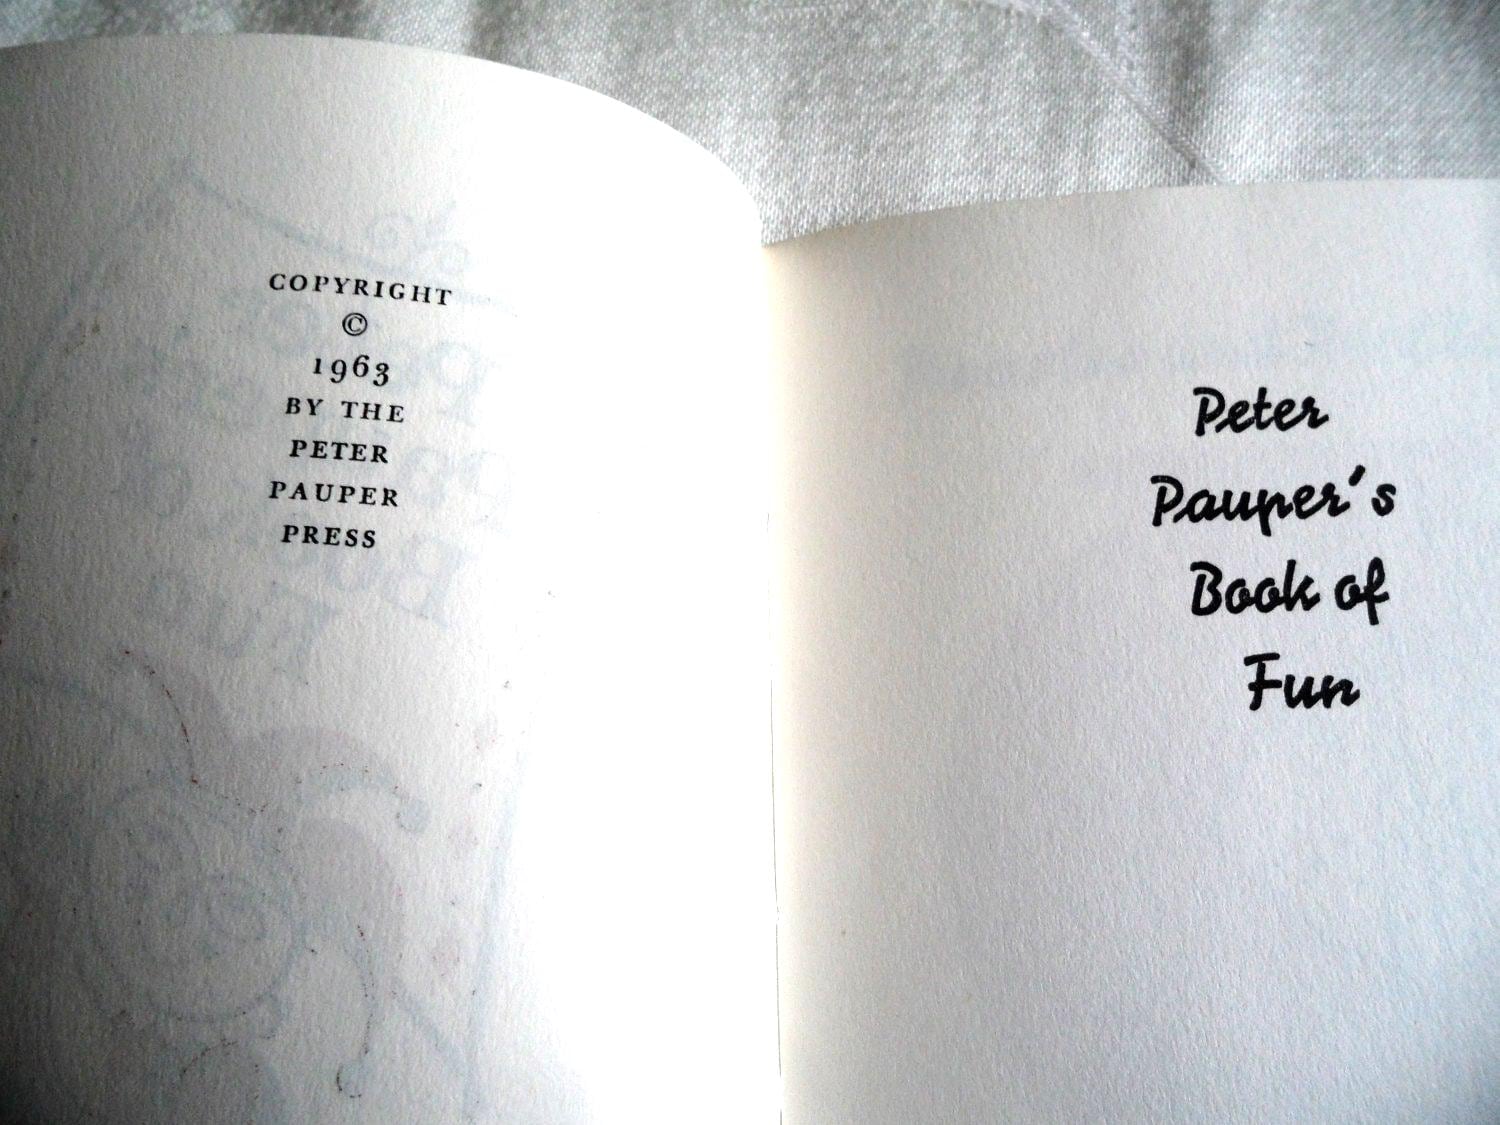 COPYRIGHT
©
1963
BY THE
PETER
PAUPER
PRESS
Peter
Pauper's
Book of
Fun